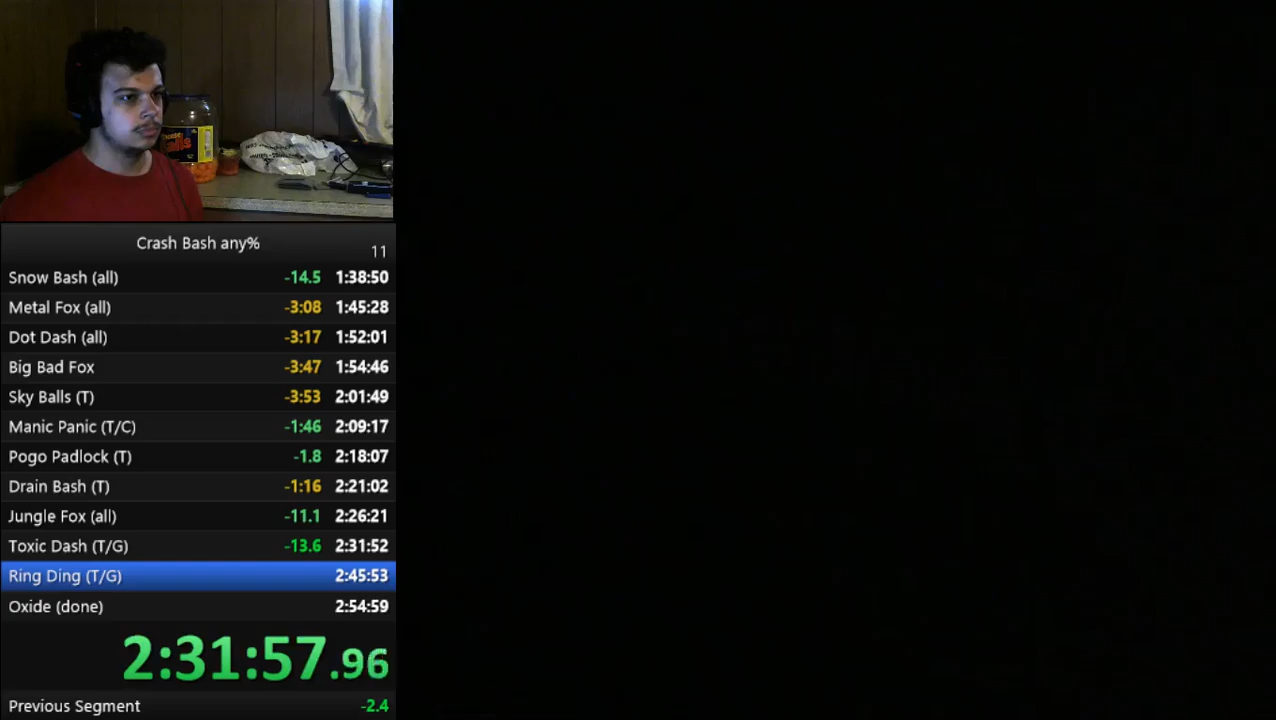 Crash Bash any%
11
Snow Bash (all) -14.5 1:38:50
Metal Fox (all) -3:08 1:45:28
Dot Dash (all) -3:17 1:52:01
Big Bad Fox -3:47 1:54:46
Sky Balls (T) -3:53 2:01:49
Manic Panic (T/C) -1:46 2:09:17
Pogo Padlock (T) -1.8 2:18:07
Drain Bash (T) -1:16 2:21:02
Jungle Fox (all) -11.1 2:26:21
Toxic Dash (T/G) -13.6 2:31:52
Ring Ding (T/G) 2:45:53
Oxide (done) 2:54:59
2:31:57.96
Previous Segment -2.4